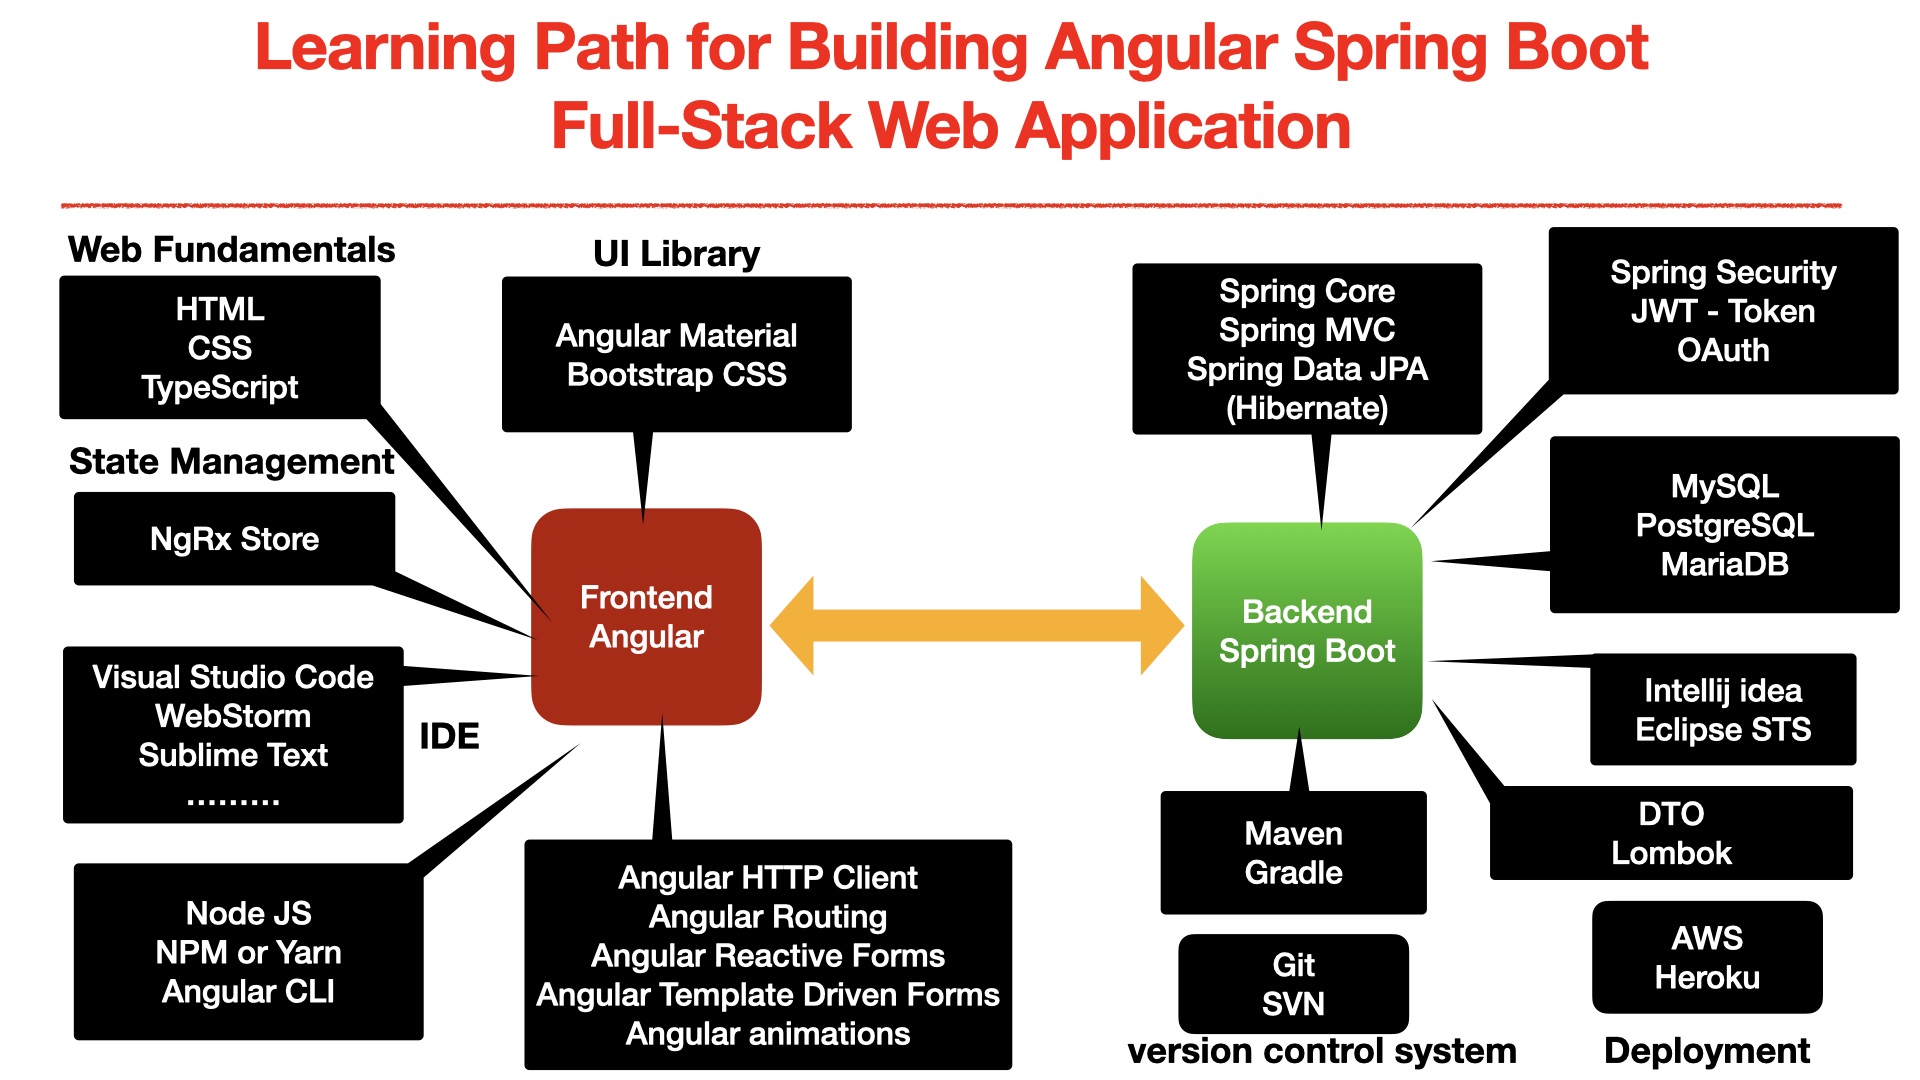 Learning Path for Building Angular Spring Boot
Full-Stack Web Application
Web Fundamentals
HTML
CSS
TypeScript
UI Library
Angular Material
Bootstrap CSS
Spring Core
Spring MVC
Spring Data JPA
(Hibernate)
Spring Security
JWT - Token
OAuth
State Management
NgRx Store
MySQL
PostgreSQL
MariaDB
Frontend
Angular
Backend
Spring Boot
Visual Studio Code
WebStorm
Sublime Text
.........
IDE
Intellij idea
Eclipse STS
Maven
Gradle
DTO
Lombok
Node JS
NPM or Yarn
Angular CLI
Angular HTTP Client
Angular Routing
Angular Reactive Forms
Angular Template Driven Forms
Angular animations
Git
SVN
version control system
AWS
Heroku
Deployment